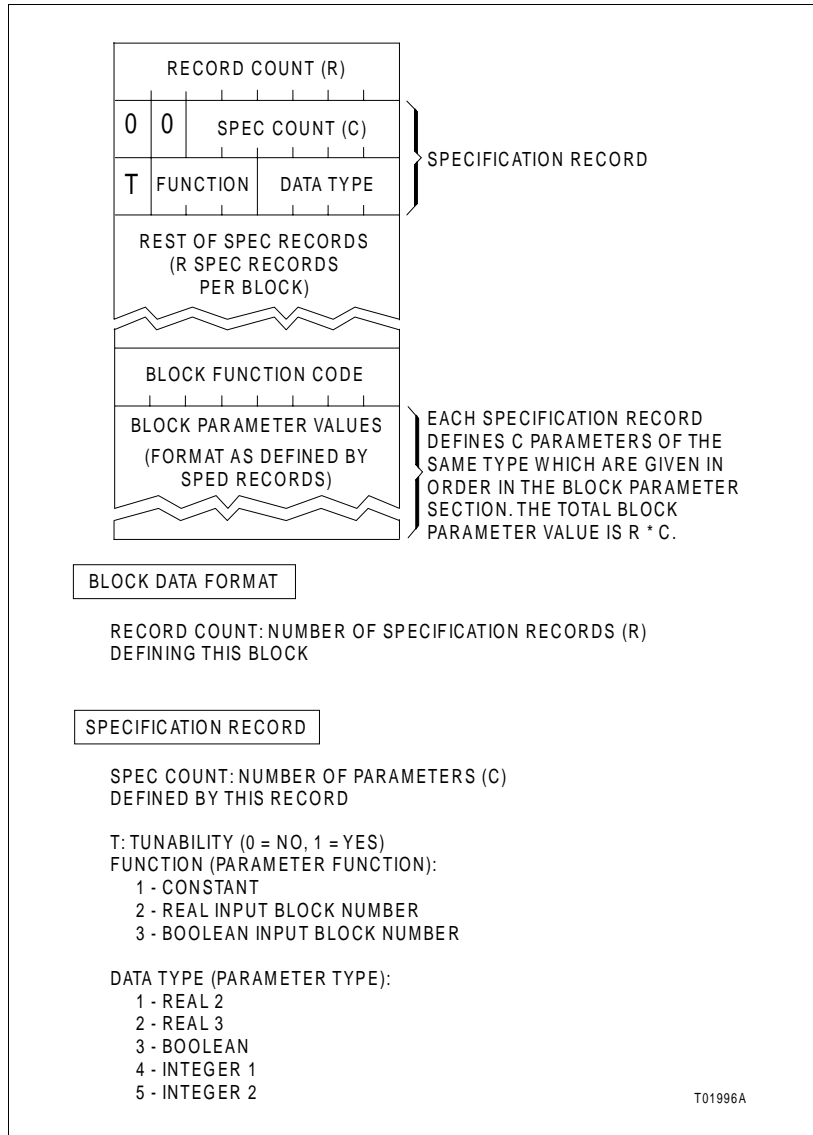 RECORD COUNT (R)
0 0 SPEC COUNT (C)
SPECIFICATION RECORD
T FUNCTION DATA TYPE
REST OF SPEC RECORDS
(R SPEC RECORDS
PER BLOCK)
BLOCK FUNCTION CODE
BLOCK PARAMETER VALUES
(FORMAT AS DEFINED BY
SPED RECORDS)
EACH SPECIFICATION RECORD
DEFINES C PARAMETERS OF THE
SAME TYPE WHICH ARE GIVEN IN
ORDER IN THE BLOCK PARAMETER
SECTION. THE TOTAL BLOCK
PARAMETER VALUE IS R * C.
BLOCK DATA FORMAT
RECORD COUNT: NUMBER OF SPECIFICATION RECORDS (R)
DEFINING THIS BLOCK
SPECIFICATION RECORD
SPEC COUNT: NUMBER OF PARAMETERS (C)
DEFINED BY THIS RECORD
T: TUNABILITY (0 = NO, 1 = YES)
FUNCTION (PARAMETER FUNCTION):
1 - CONSTANT
2 - REAL INPUT BLOCK NUMBER
3 - BOOLEAN INPUT BLOCK NUMBER
DATA TYPE (PARAMETER TYPE):
1 - REAL 2
2 - REAL 3
3 - BOOLEAN
4 - INTEGER 1
5 - INTEGER 2
T01996A